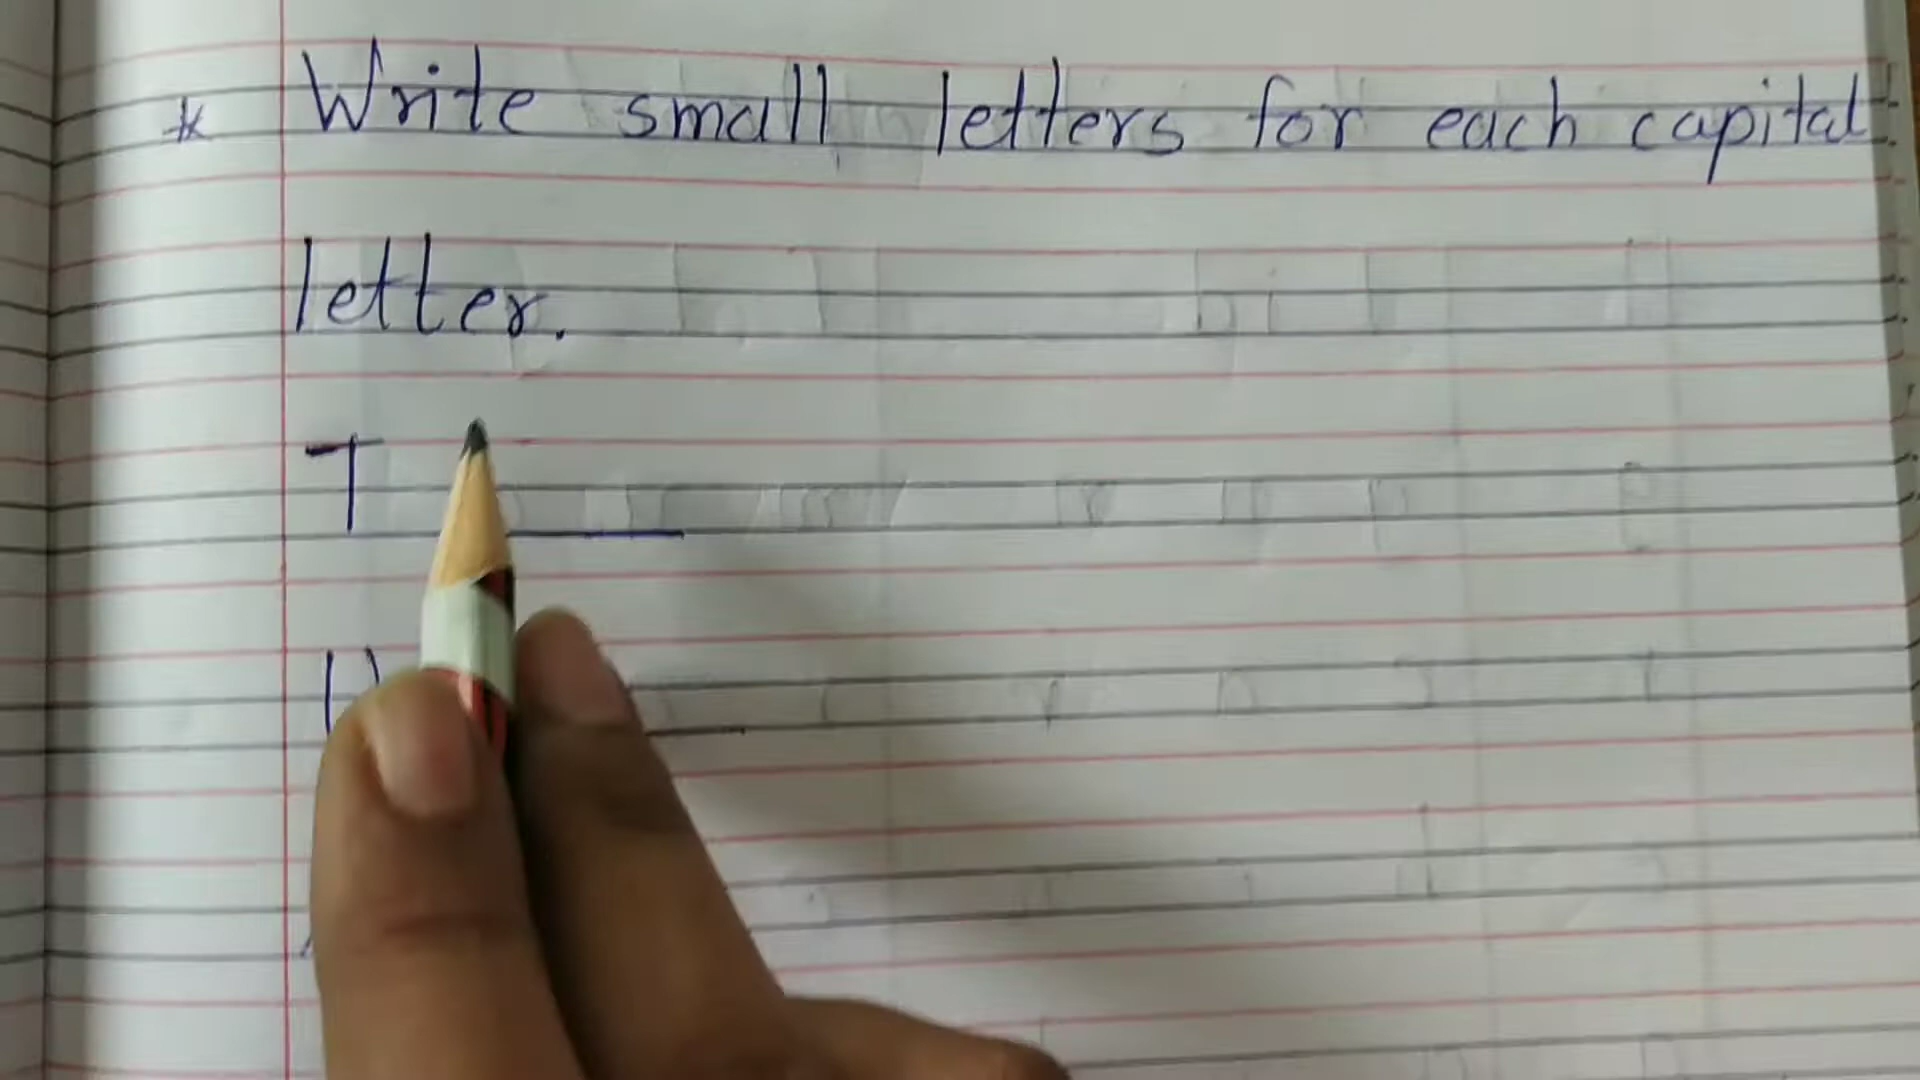 * Write small letters for each capital
letter.
T